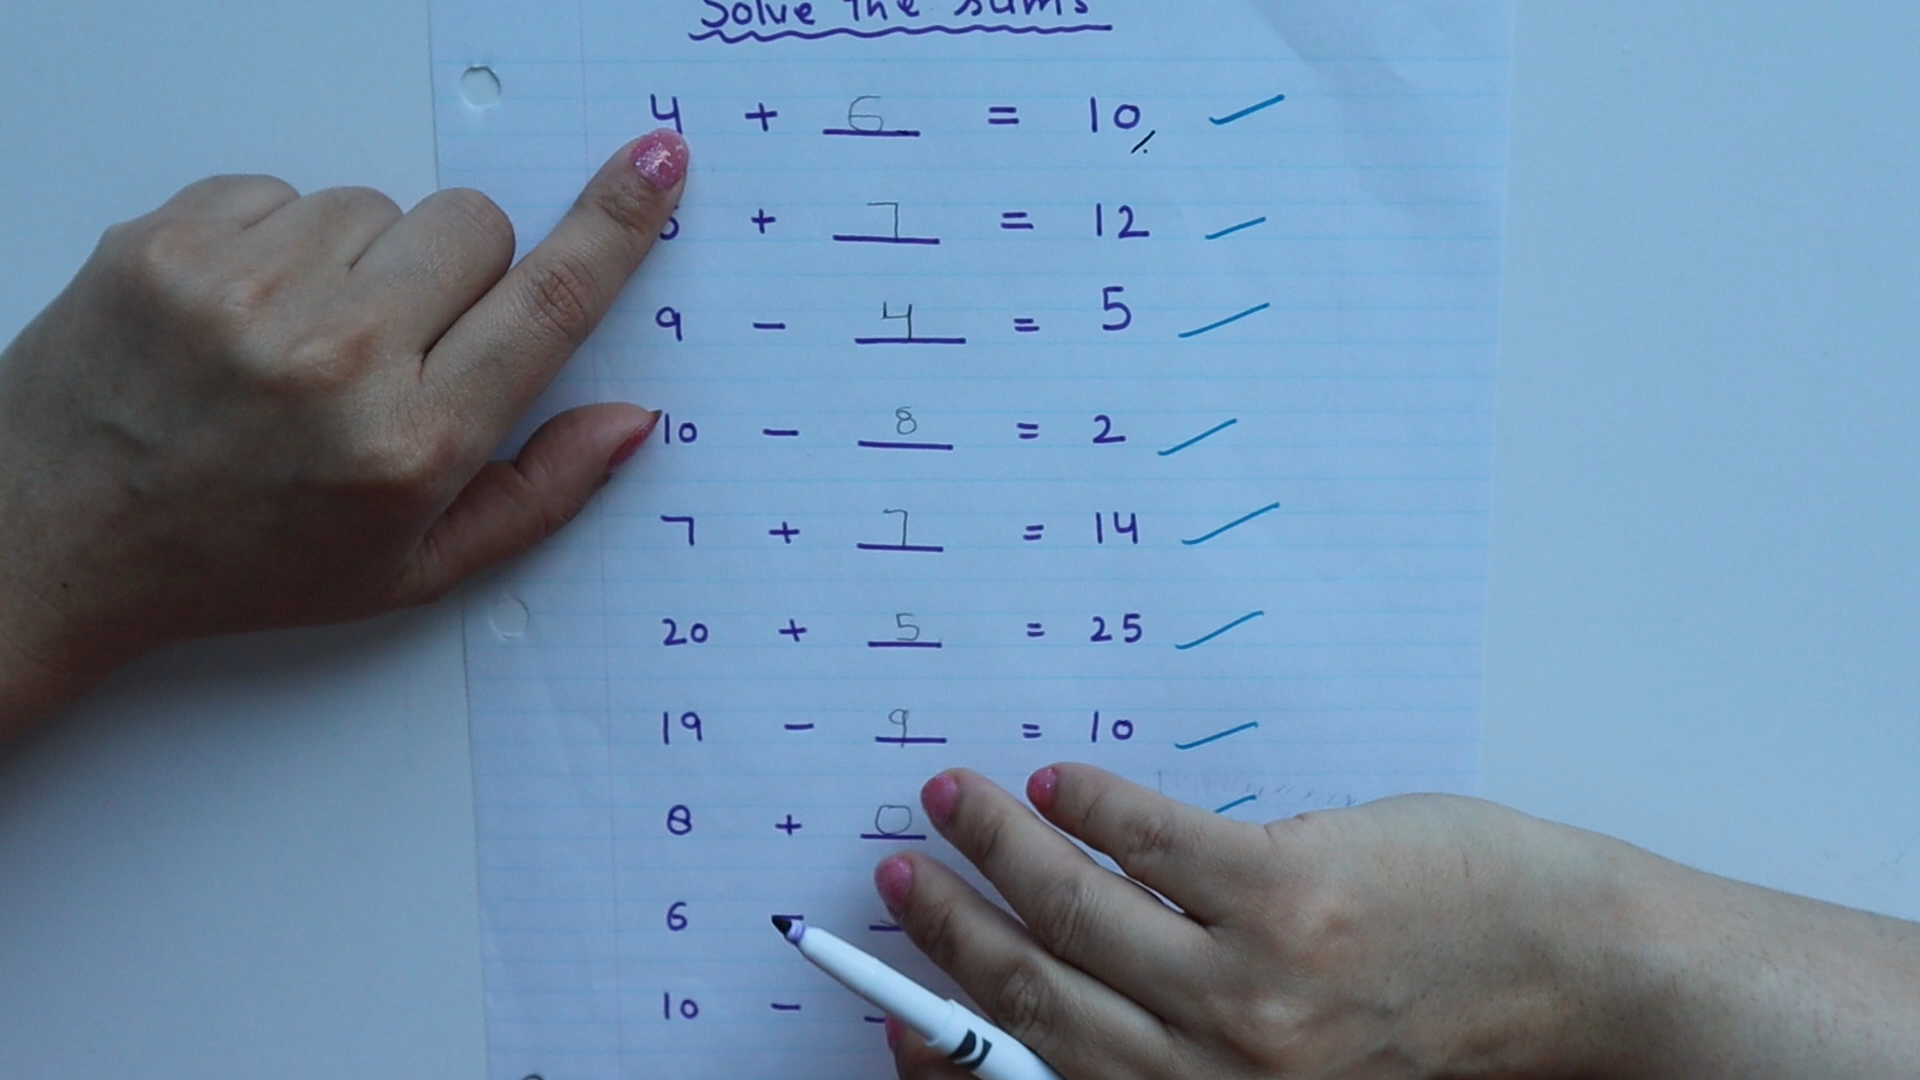 Solve the sums
4 + 6 = 10
5 + 7 = 12
9 - 4 = 5
10 - 8 = 2
7 + 7 = 14
20 + 5 = 25
19 - 9 = 10
8 + 0
6 -
10 -